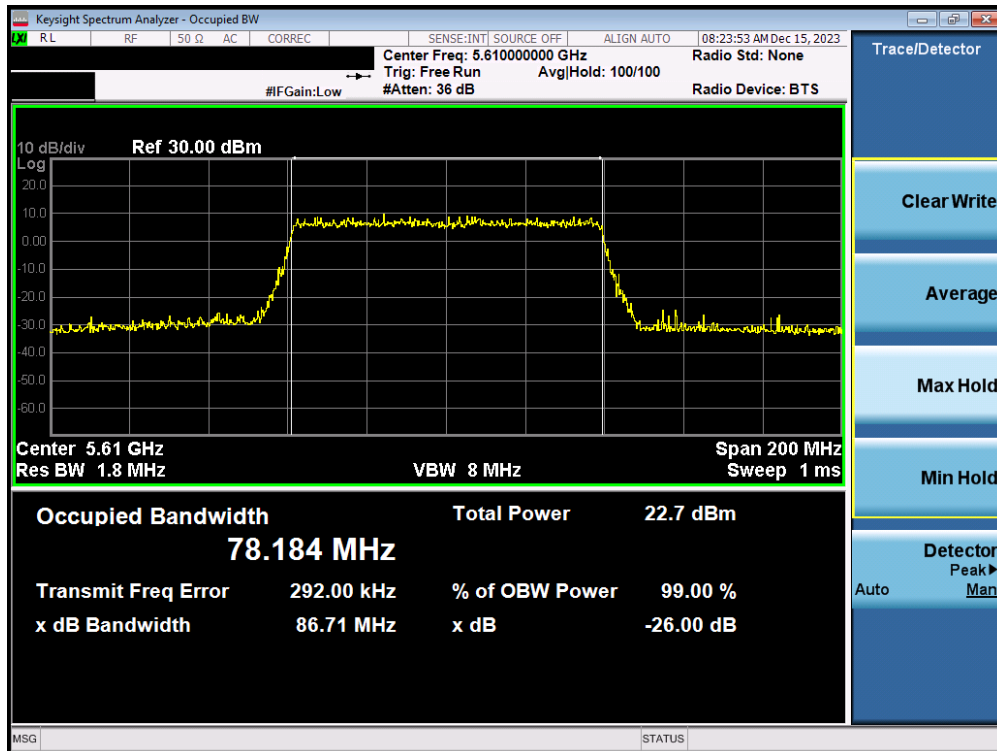 Keysight Spectrum Analyzer - Occupied BW
LXI RL RF 50 Ω AC CORREC SENSE:INT SOURCE OFF ALIGN AUTO 08:23:53 AM Dec 15, 2023
Center Freq: 5.610000000 GHz Radio Std: None
Trig: Free Run Avg|Hold: 100/100
#IFGain:Low #Atten: 36 dB Radio Device: BTS
10 dB/div Ref 30.00 dBm
Log
20.0
10.0
0.00
-10.0
-20.0
-30.0
-40.0
-50.0
-60.0
Center 5.61 GHz Span 200 MHz
Res BW 1.8 MHz VBW 8 MHz Sweep 1 ms
Occupied Bandwidth Total Power 22.7 dBm
78.184 MHz
Transmit Freq Error 292.00 kHz % of OBW Power 99.00 %
x dB Bandwidth 86.71 MHz x dB -26.00 dB
MSG STATUS
Trace/Detector
Clear Write
Average
Max Hold
Min Hold
Detector
Peak▶
Auto Man